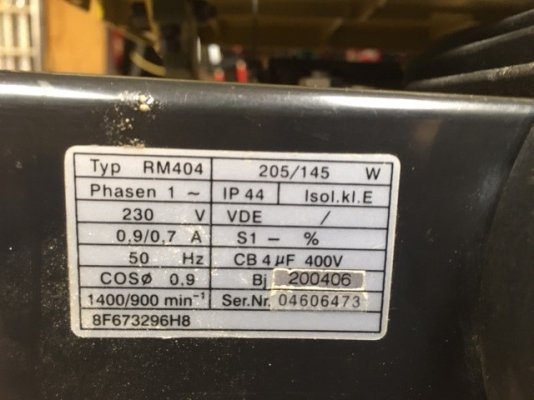 Typ RM404 205/145 W
Phasen 1 ~ IP 44 Isol.kl.E
230 V VDE /
0,9/0,7 A S1 – %
50 Hz CB 4 µF 400V
COSØ 0,9 Bj 200406
1400/900 min⁻¹ Ser.Nr. 04606473
8F673296H8